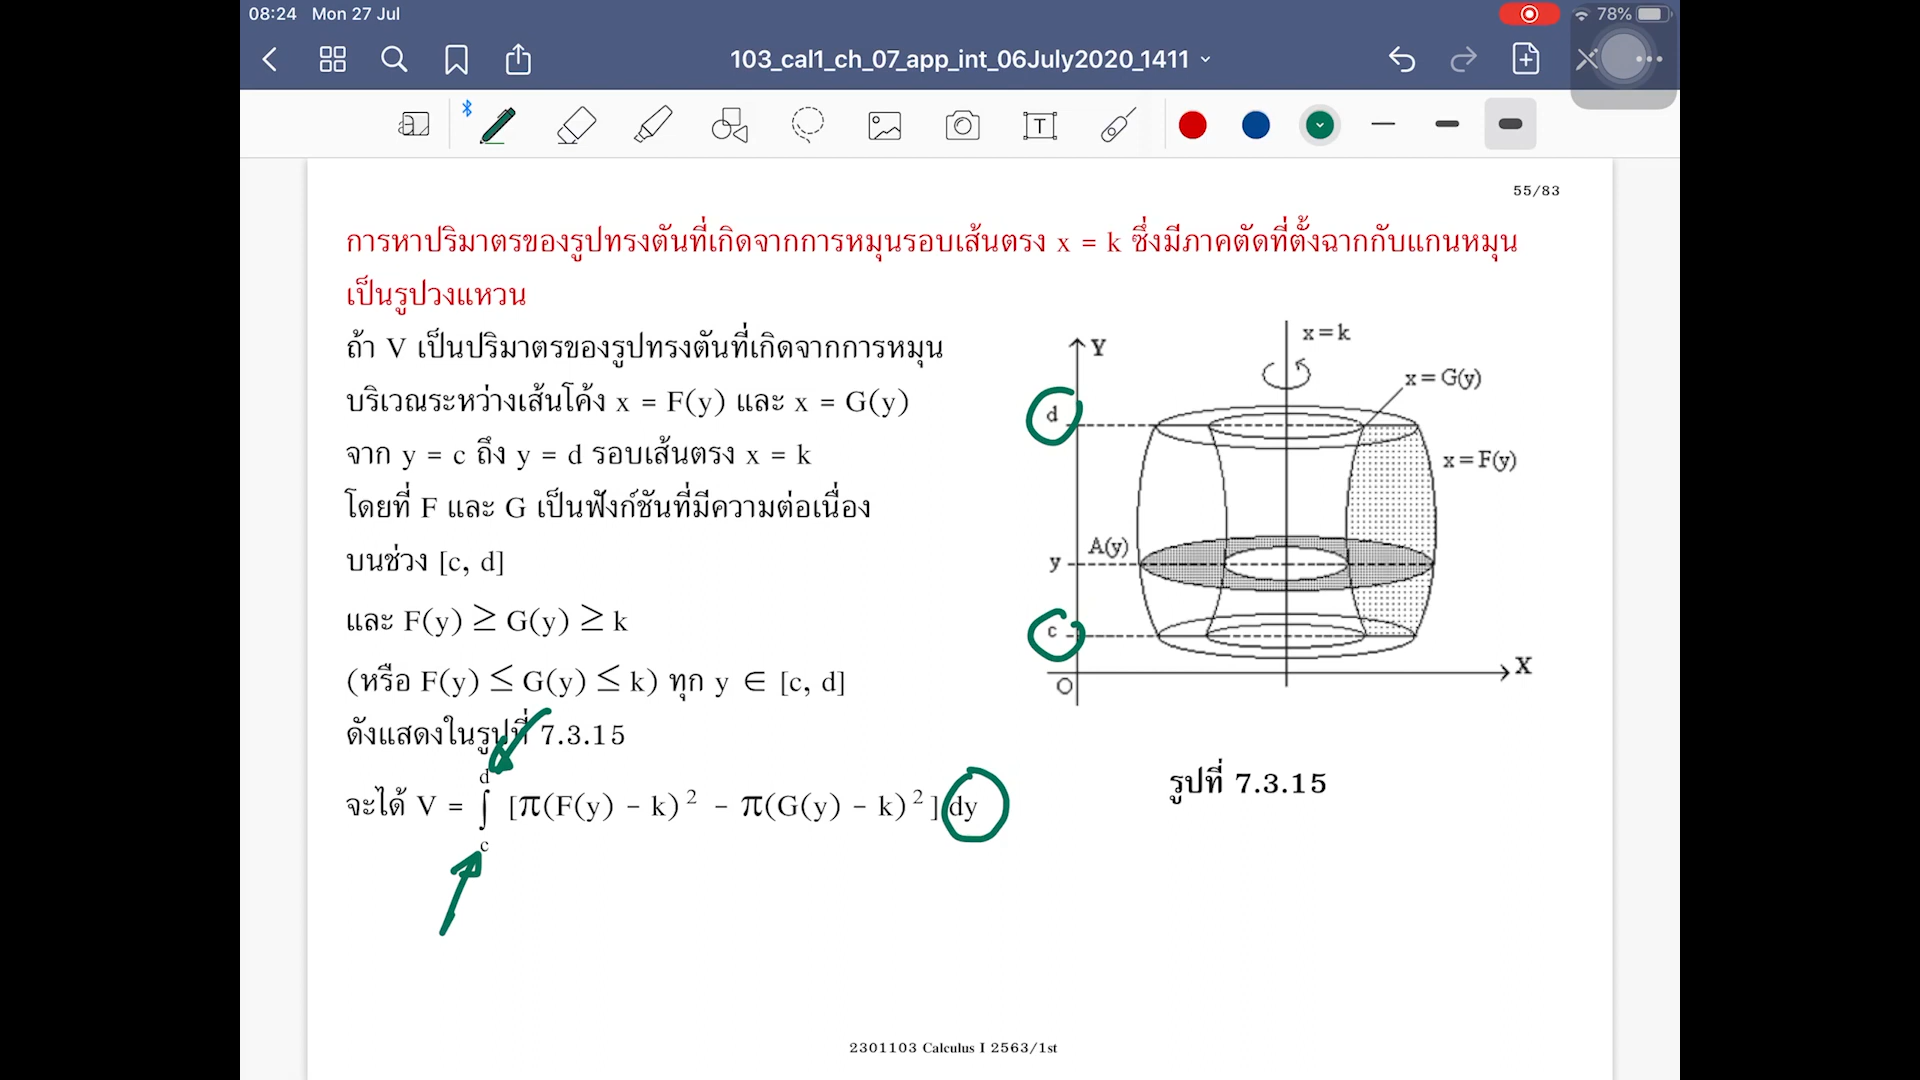 08:24 Mon 27 Jul
78%
103_cal1_ch_07_app_int_06July2020_1411
55/83
การหาปริมาตรของรูปทรงตันที่เกิดจากการหมุนรอบเส้นตรง x = k ซึ่งมีภาคตัดที่ตั้งฉากกับแกนหมุน
เป็นรูปวงแหวน
ถ้า V เป็นปริมาตรของรูปทรงตันที่เกิดจากการหมุน
บริเวณระหว่างเส้นโค้ง x = F(y) และ x = G(y)
จาก y = c ถึง y = d รอบเส้นตรง x = k
โดยที่ F และ G เป็นฟังก์ชันที่มีความต่อเนื่อง
บนช่วง [c, d]
และ F(y) ≥ G(y) ≥ k
(หรือ F(y) ≤ G(y) ≤ k) ทุก y ∈ [c, d]
ดังแสดงในรูปที่ 7.3.15
d
จะได้ V = ∫ [π(F(y) − k)² − π(G(y) − k)²] dy
c
x=k
Y
x=G(y)
d
x=F(y)
A(y)
y
c
X
O
รูปที่ 7.3.15
2301103 Calculus I 2563/1st